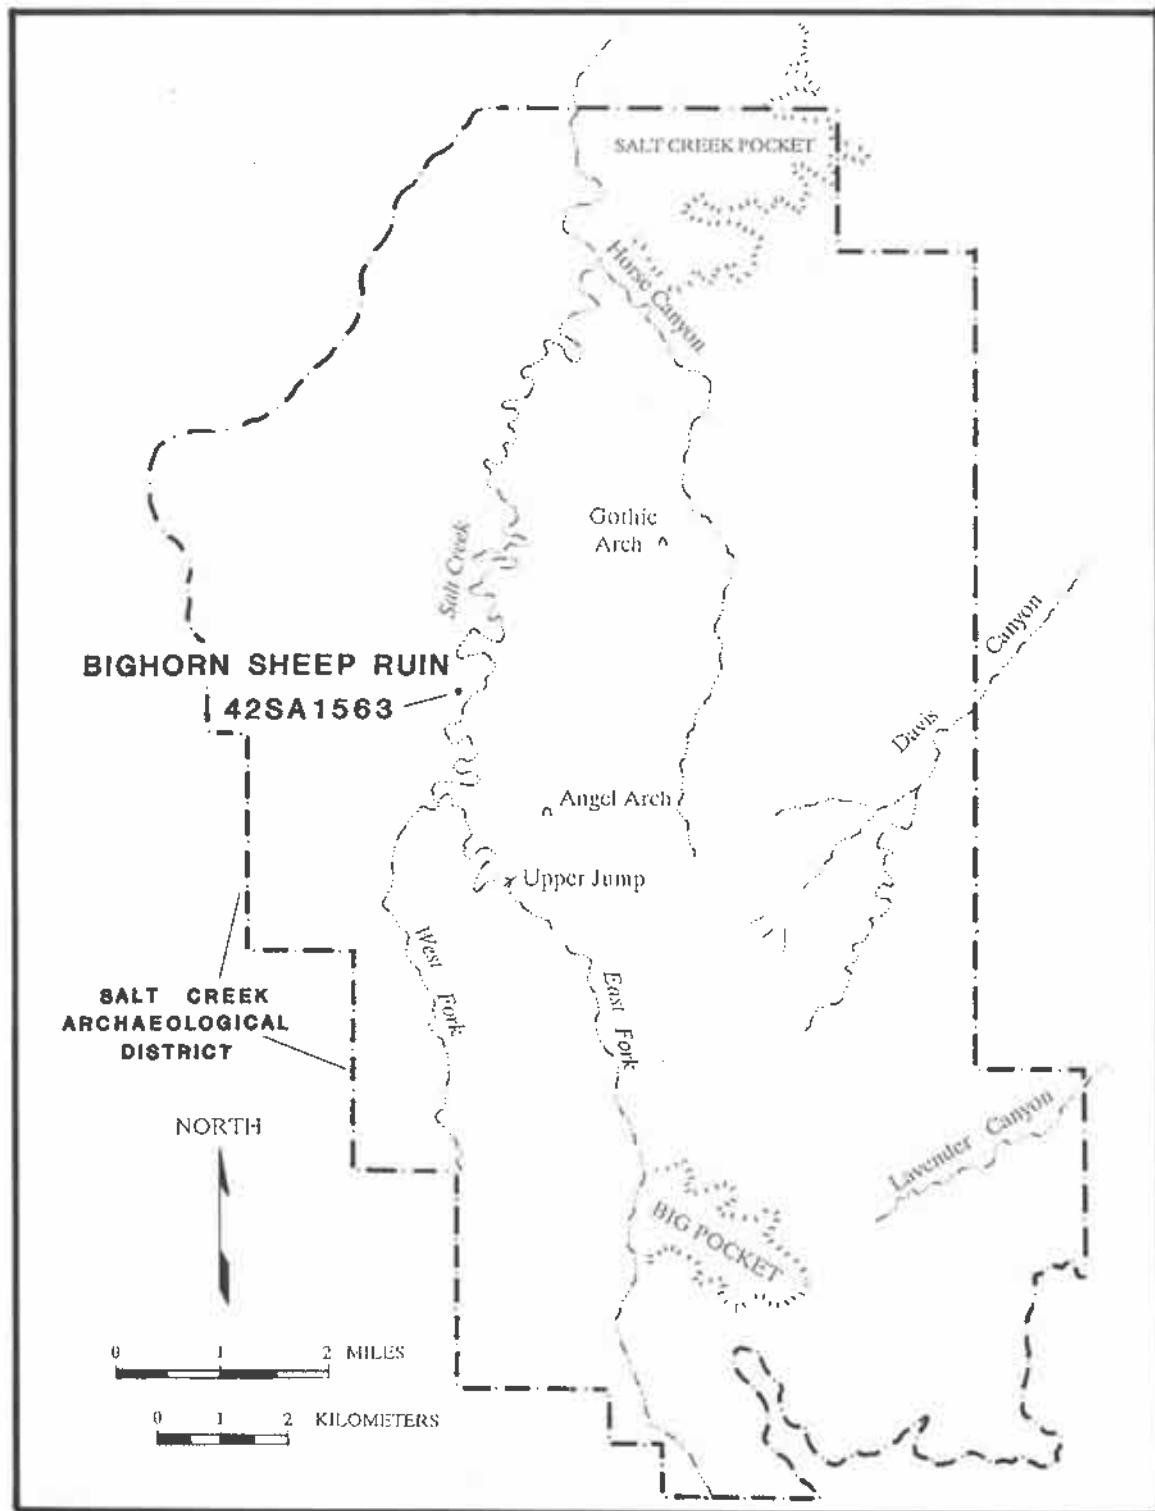 SALT CREEK POCKET
Horse Canyon
Gothic
Arch
Salt Creek
Canyon
BIGHORN SHEEP RUIN
42SA1563
Davis
Angel Arch
Upper Jump
West Fork
East Fork
SALT CREEK
ARCHAEOLOGICAL
DISTRICT
NORTH
Lavender Canyon
BIG POCKET
0 1 2 MILES
0 1 2 KILOMETERS